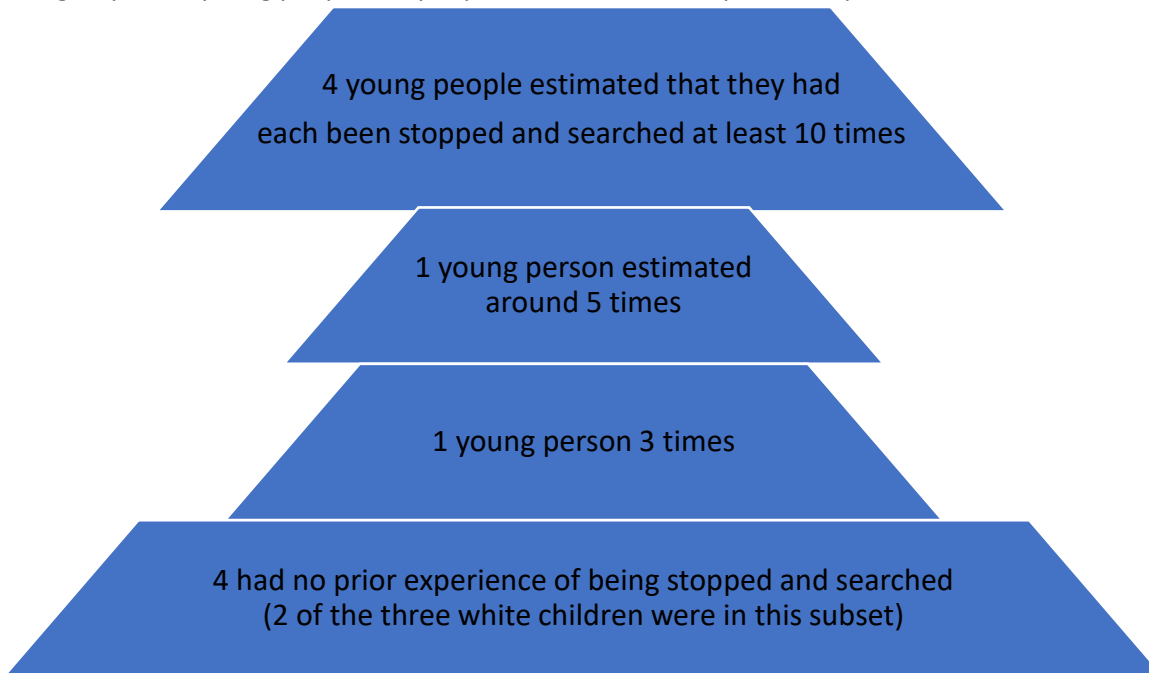 4 young people estimated that they had
each been stopped and searched at least 10 times
1 young person estimated
around 5 times
1 young person 3 times
4 had no prior experience of being stopped and searched
(2 of the three white children were in this subset)